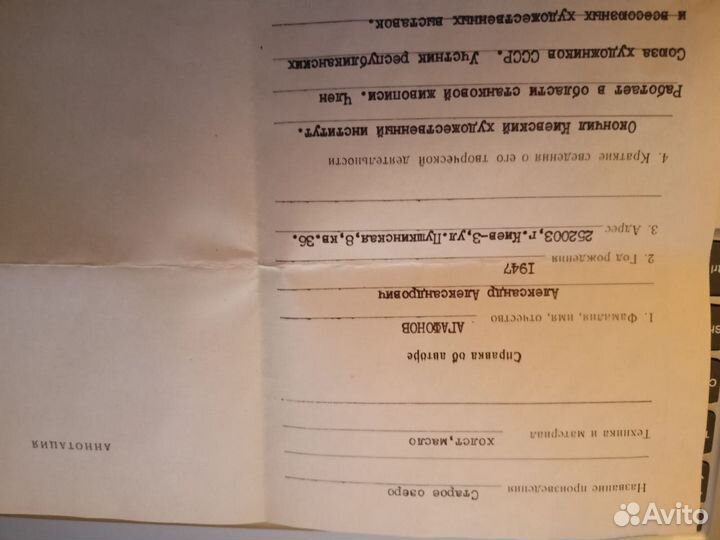 Название произведения Старое озеро
Техника и материал холст, масло
Справка об авторе
1. Фамилия, имя, отчество АГАФОНОВ
Александр Александрович
2. Год рождения 1947
3. Адрес 252003,г.Киев-3,ул.Пушкинская,8,кв.36.
4. Краткие сведения о его творческой деятельности
Окончил Киевский художественный институт.
Работает в области станковой живописи. Член
Союза художников СССР. Устник республиканских
и всесоюзных художественных выставок.
АННОТАЦИЯ
Avito